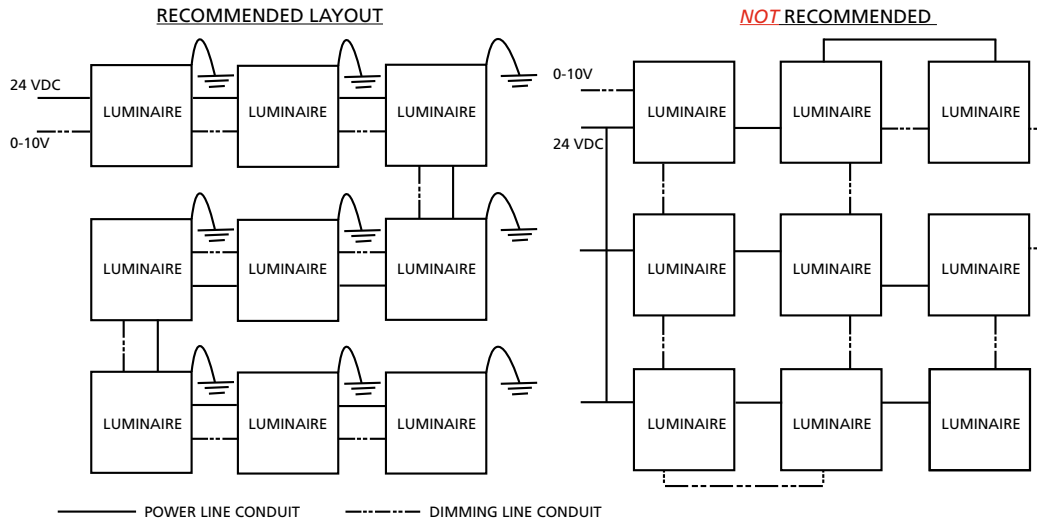 RECOMMENDED LAYOUT
24 VDC
0-10V
LUMINAIRE LUMINAIRE LUMINAIRE
LUMINAIRE LUMINAIRE LUMINAIRE
LUMINAIRE LUMINAIRE LUMINAIRE
NOT RECOMMENDED
0-10V
24 VDC
LUMINAIRE LUMINAIRE LUMINAIRE
LUMINAIRE LUMINAIRE LUMINAIRE
LUMINAIRE LUMINAIRE LUMINAIRE
POWER LINE CONDUIT DIMMING LINE CONDUIT